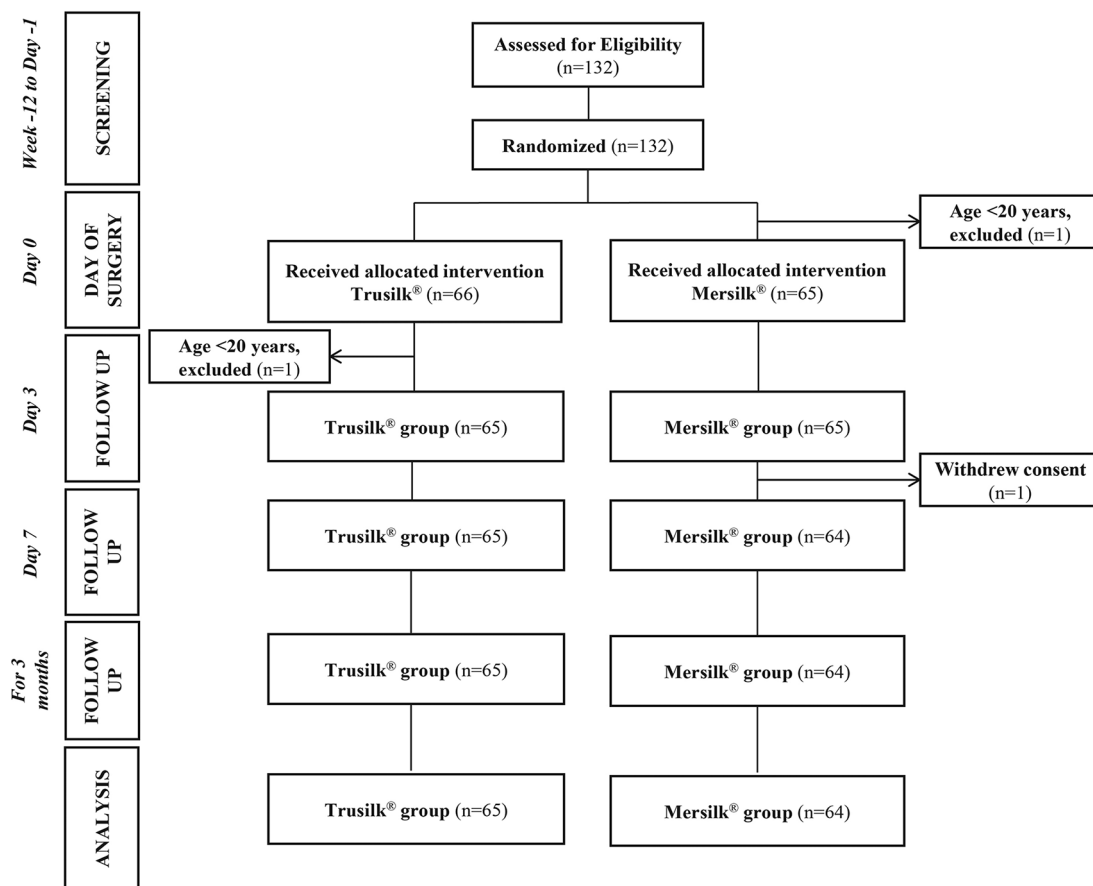 Week -12 to Day -1
SCREENING
Assessed for Eligibility
(n=132)
Randomized (n=132)
Day 0
DAY OF
SURGERY
Age <20 years,
excluded (n=1)
Received allocated intervention
Trusilk® (n=66)
Received allocated intervention
Mersilk® (n=65)
Age <20 years,
excluded (n=1)
Day 3
FOLLOW UP
Trusilk® group (n=65)
Mersilk® group (n=65)
Withdrew consent
(n=1)
Day 7
FOLLOW
UP
Trusilk® group (n=65)
Mersilk® group (n=64)
For 3
months
FOLLOW
UP
Trusilk® group (n=65)
Mersilk® group (n=64)
ANALYSIS
Trusilk® group (n=65)
Mersilk® group (n=64)